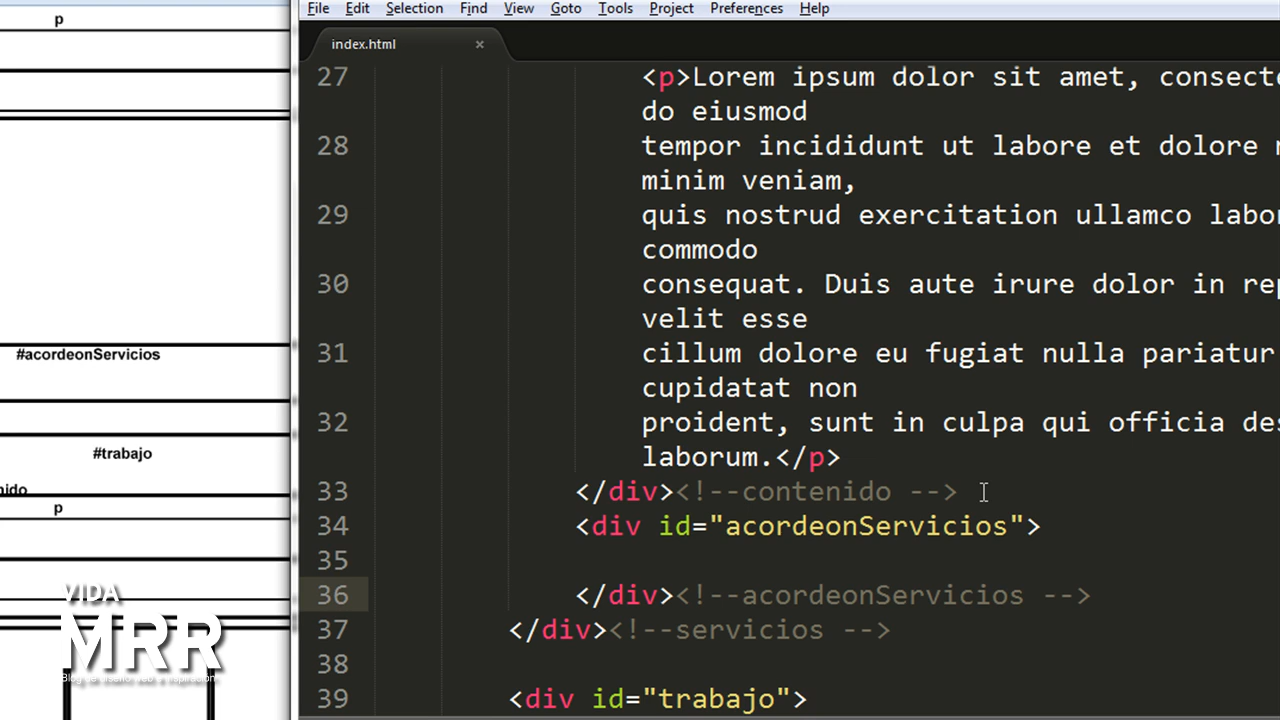 p
#acordeonServicios
#trabajo
p
VIDA
MRR
File Edit Selection Find View Goto Tools Project Preferences Help
index.html ×
27 <p>Lorem ipsum dolor sit amet,
do eiusmod
28 tempor incididunt ut labore et dolore
minim veniam,
29 quis nostrud exercitation ullamco
commodo
30 consequat. Duis aute irure dolor in
velit esse
31 cillum dolore eu fugiat nulla pariatur
cupidatat non
32 proident, sunt in culpa qui officia
laborum.</p>
33 </div><!--contenido -->
34 <div id="acordeonServicios">
35
36 </div><!--acordeonServicios -->
37 </div><!--servicios -->
38
39 <div id="trabajo">